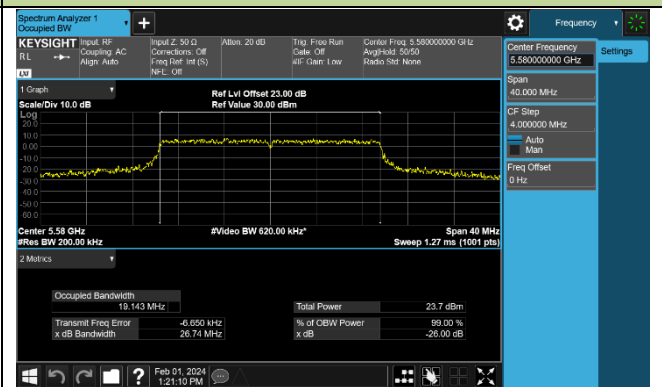 Spectrum Analyzer 1
Occupied BW
+
Frequency
KEYSIGHT
RL
LXI
Input: RF
Coupling: AC
Align: Auto
Input Z: 50 Ω
Corrections: Off
Freq Ref: Int (S)
NFE: Off
Atten: 20 dB
Trig: Free Run
Gate: Off
#IF Gain: Low
Center Freq: 5.580000000 GHz
Avg|Hold: 50/50
Radio Std: None
Center Frequency
5.580000000 GHz
Settings
Span
40.000 MHz
CF Step
4.000000 MHz
Auto
Man
Freq Offset
0 Hz
1 Graph
Scale/Div 10.0 dB
Ref Lvl Offset 23.00 dB
Ref Value 30.00 dBm
Log
20.0
10.0
0.00
-10.0
-20.0
-30.0
-40.0
-50.0
-60.0
Center 5.58 GHz
#Res BW 200.00 kHz
#Video BW 620.00 kHz*
Span 40 MHz
Sweep 1.27 ms (1001 pts)
2 Metrics
Occupied Bandwidth
19.143 MHz
Total Power 23.7 dBm
Transmit Freq Error -6.650 kHz
% of OBW Power 99.00 %
x dB Bandwidth 26.74 MHz
x dB -26.00 dB
?
Feb 01, 2024
1:21:10 PM